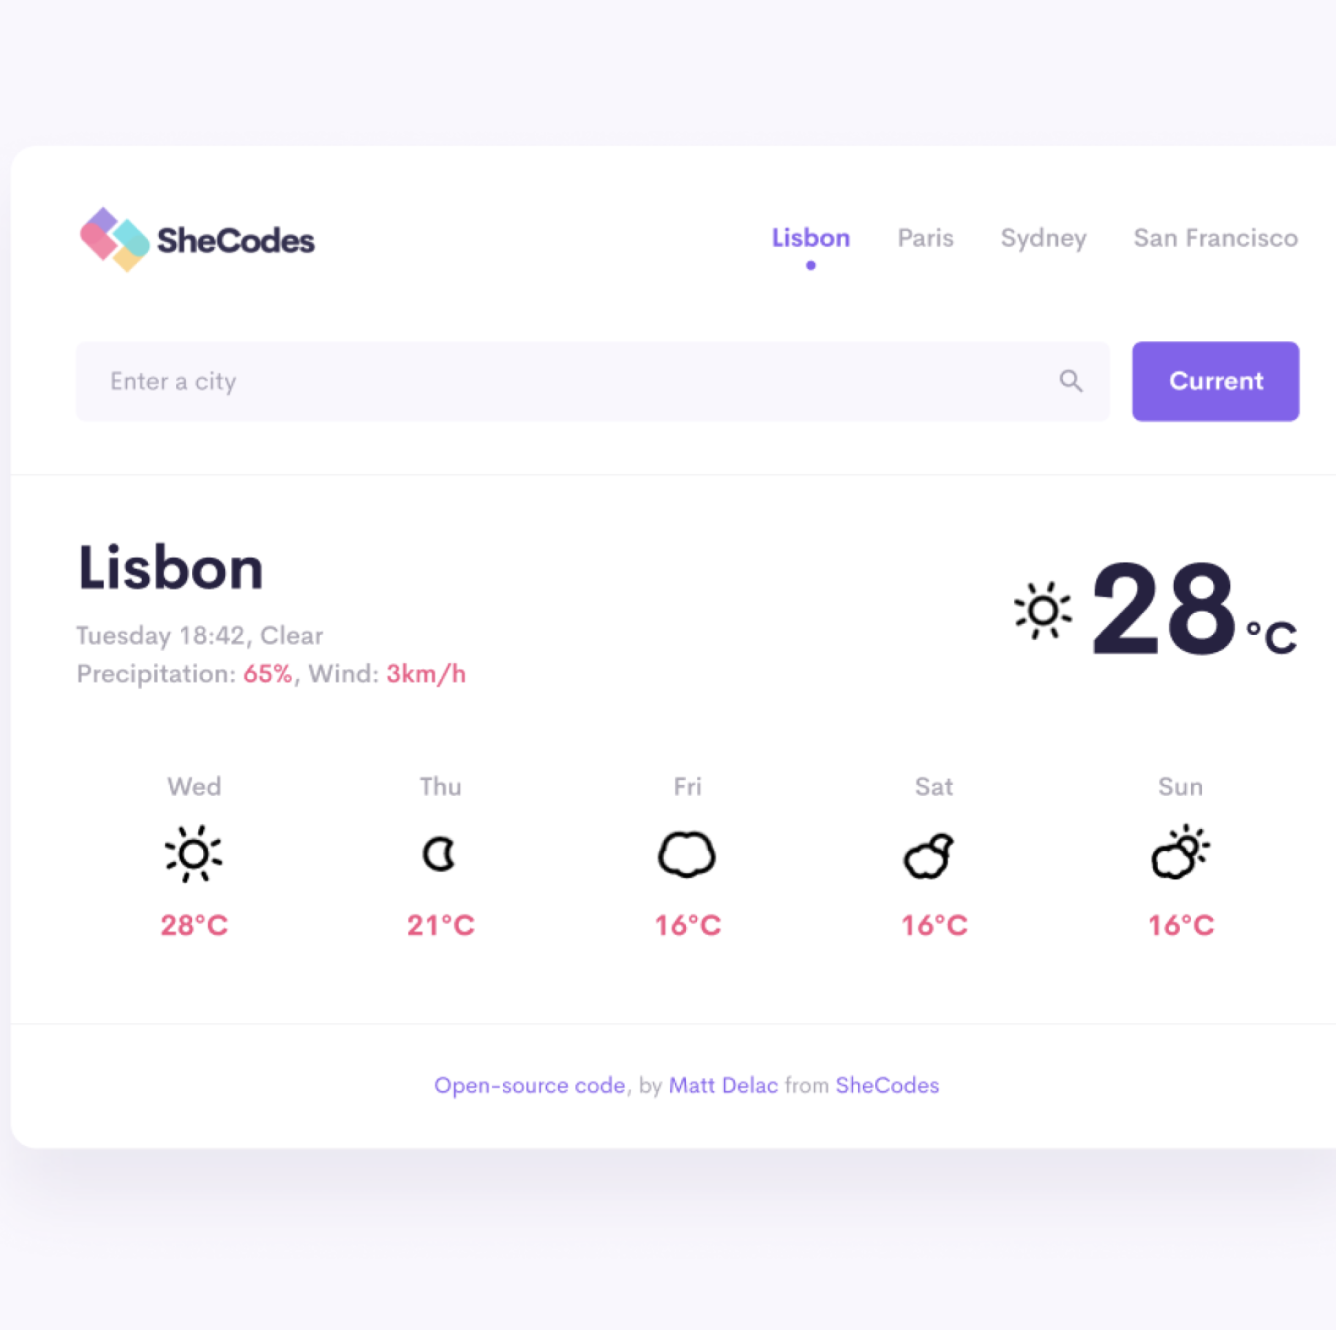 SheCodes
Lisbon Paris Sydney San Francisco
Enter a city
Current
Lisbon
28 °C
Tuesday 18:42, Clear
Precipitation: 65%, Wind: 3km/h
Wed Thu Fri Sat Sun
28°C 21°C 16°C 16°C 16°C
Open-source code, by Matt Delac from SheCodes